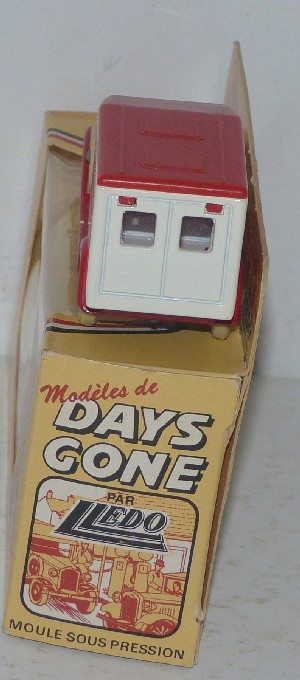 Modèles de
DAYS
GONE
PAR
LLEDO
MOULE SOUS PRESSION